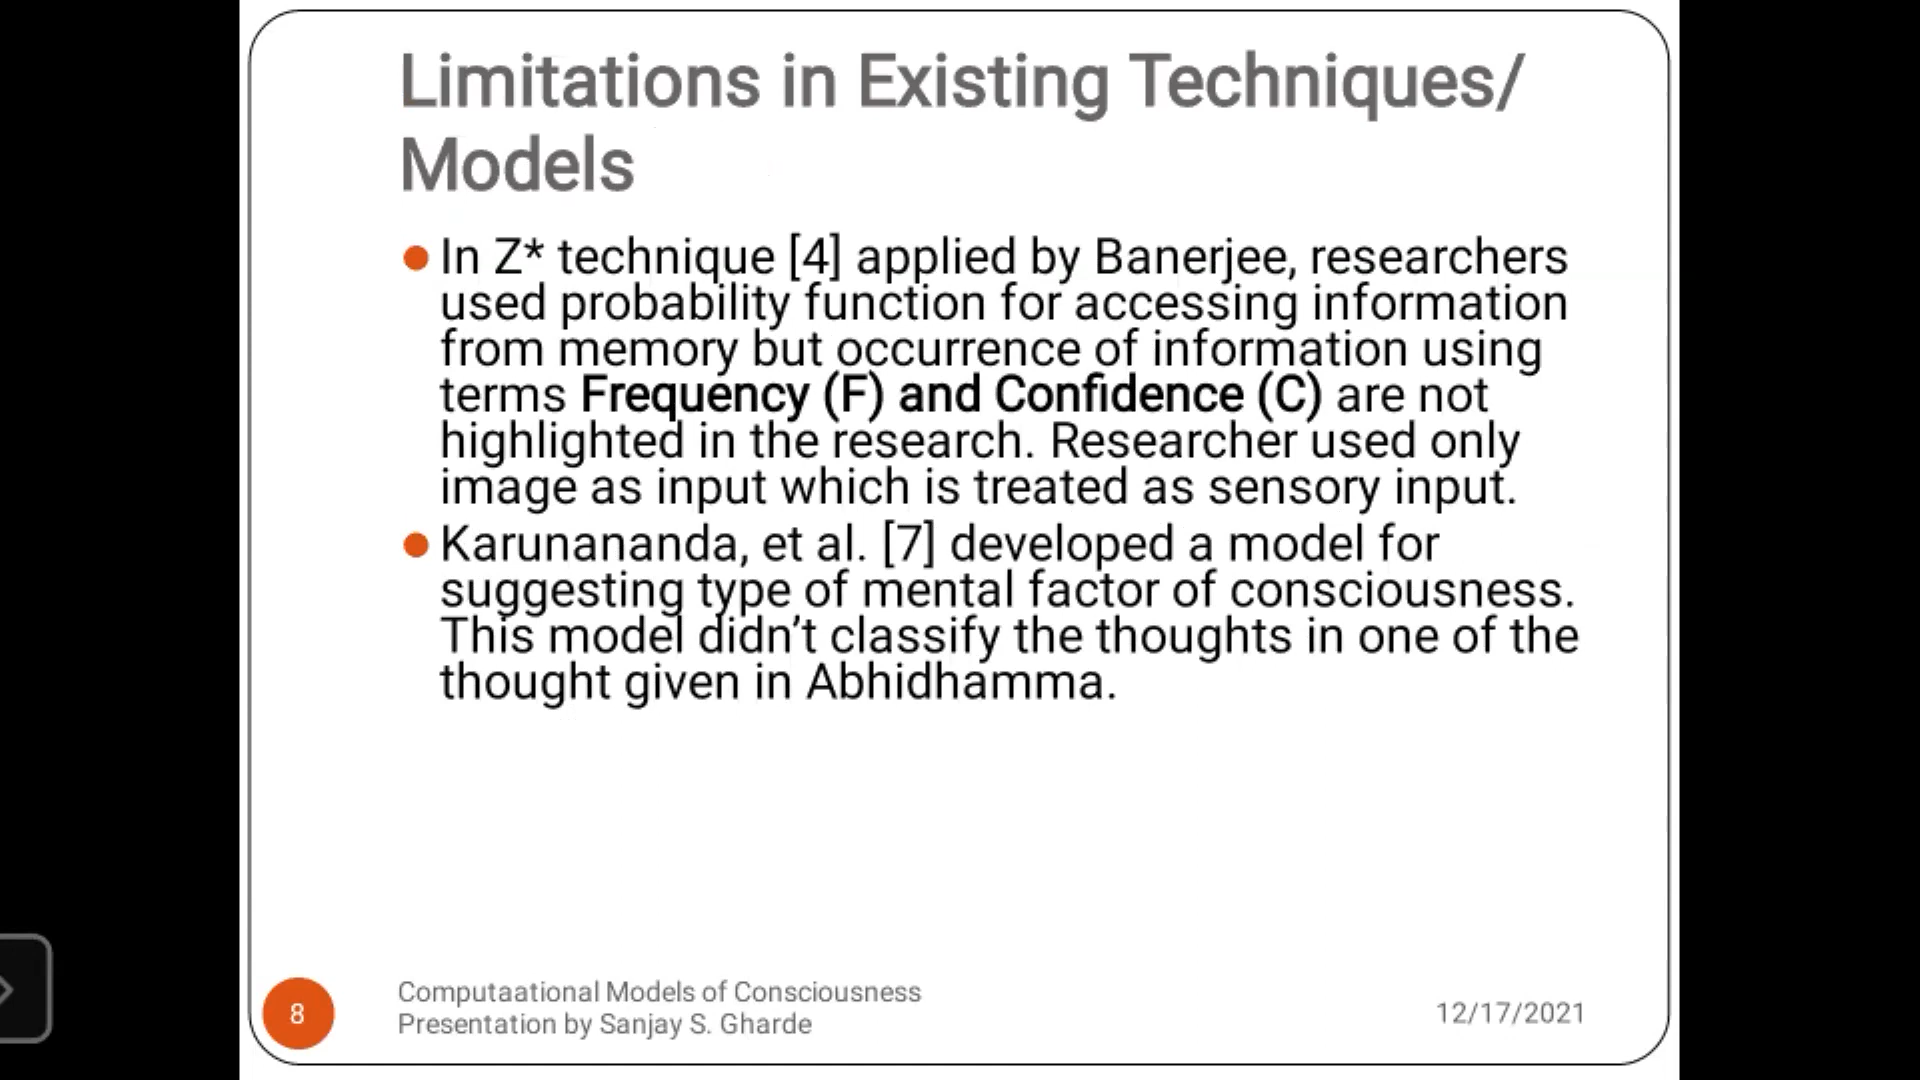 Limitations in Existing Techniques/
Models
In Z* technique [4] applied by Banerjee, researchers
used probability function for accessing information
from memory but occurrence of information using
terms Frequency (F) and Confidence (C) are not
highlighted in the research. Researcher used only
image as input which is treated as sensory input.
Karunananda, et al. [7] developed a model for
suggesting type of mental factor of consciousness.
This model didn’t classify the thoughts in one of the
thought given in Abhidhamma.
8
Computaational Models of Consciousness
Presentation by Sanjay S. Gharde
12/17/2021